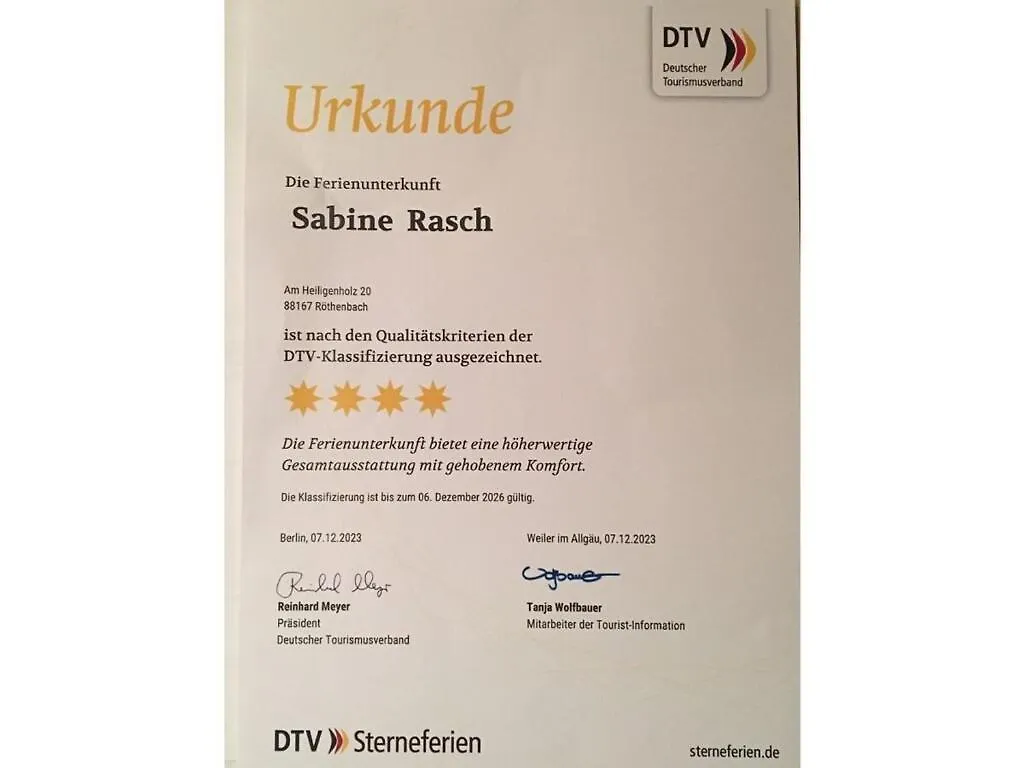 DTV
Deutscher
Tourismusverband
Urkunde
Die Ferienunterkunft
Sabine Rasch
Am Heiligenholz 20
88167 Röthenbach
ist nach den Qualitätskriterien der
DTV-Klassifizierung ausgezeichnet.
Die Ferienunterkunft bietet eine höherwertige
Gesamtausstattung mit gehobenem Komfort.
Die Klassifizierung ist bis zum 06. Dezember 2026 gültig.
Berlin, 07.12.2023
Weiler im Allgäu, 07.12.2023
Reinhard Meyer
Reinhard Meyer
Präsident
Deutscher Tourismusverband
Wolfbauer
Tanja Wolfbauer
Mitarbeiter der Tourist-Information
DTV Sterneferien
sterneferien.de